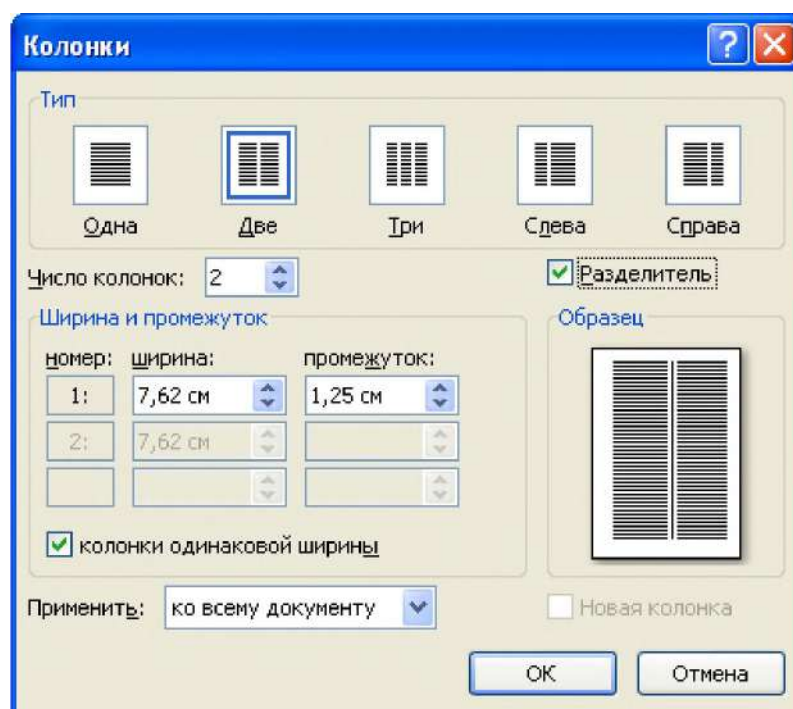 Колонки
Тип
Одна Две Три Слева Справа
Число колонок: 2 Разделитель
Ширина и промежуток Образец
номер: ширина: промежуток:
1: 7,62 см 1,25 см
2: 7,62 см
колонки одинаковой ширины
Применить: ко всему документу Новая колонка
ОК Отмена